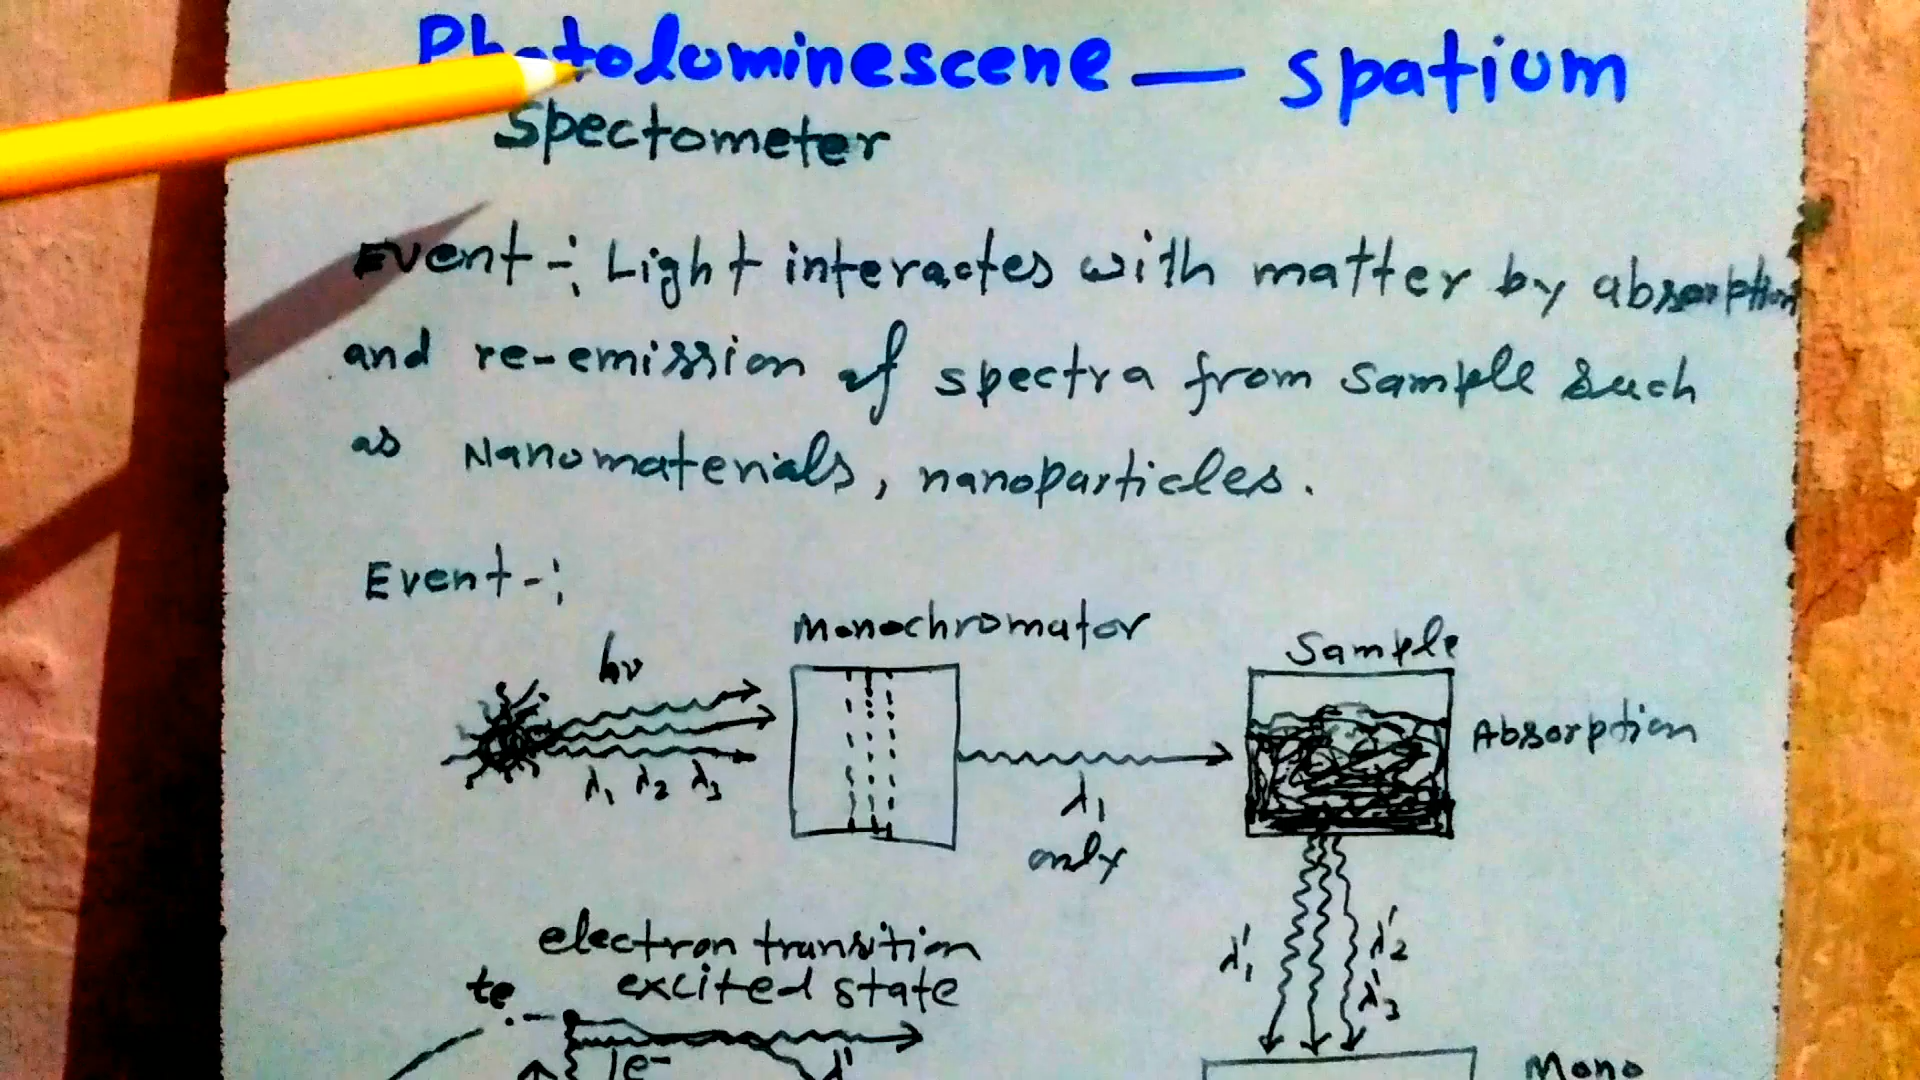 Photoluminescene — Spatium
Spectometer
Event -: Light interactes with matter by absorption
and re-emission of spectra from sample such
as Nanomaterials, nanoparticles.
Event -:
hν
Monochromator
Sample
Absorption
λ1 λ2 λ3
λ1
only
λ'1
λ'2
λ'3
electron transition
excited state
te
1e-
λ'
Mono